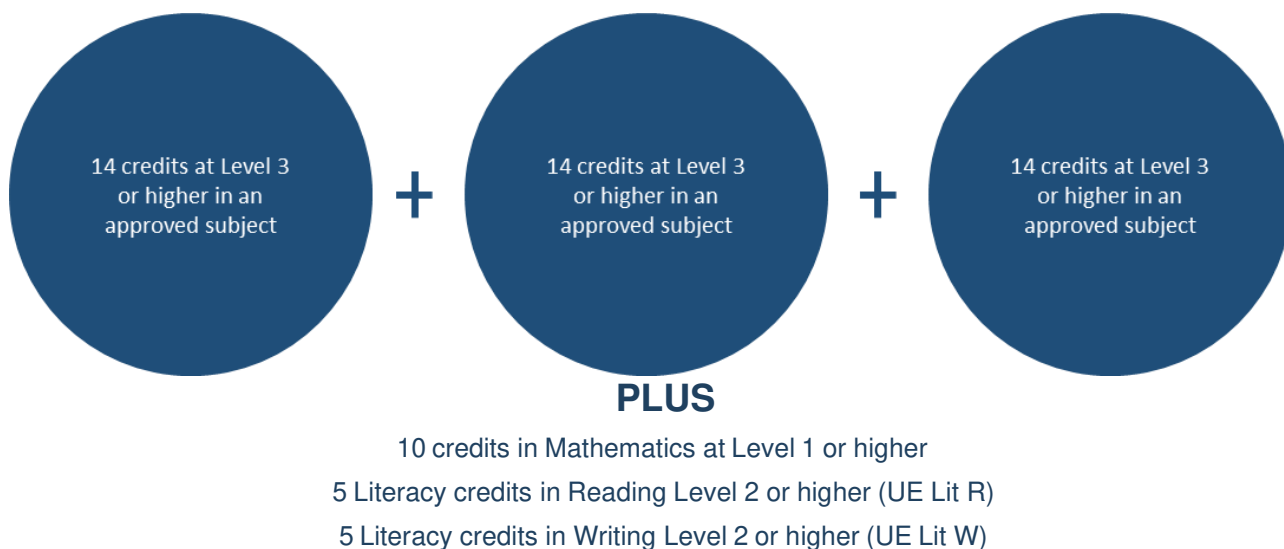 14 credits at Level 3
or higher in an
approved subject
+
14 credits at Level 3
or higher in an
approved subject
+
14 credits at Level 3
or higher in an
approved subject
PLUS
10 credits in Mathematics at Level 1 or higher
5 Literacy credits in Reading Level 2 or higher (UE Lit R)
5 Literacy credits in Writing Level 2 or higher (UE Lit W)